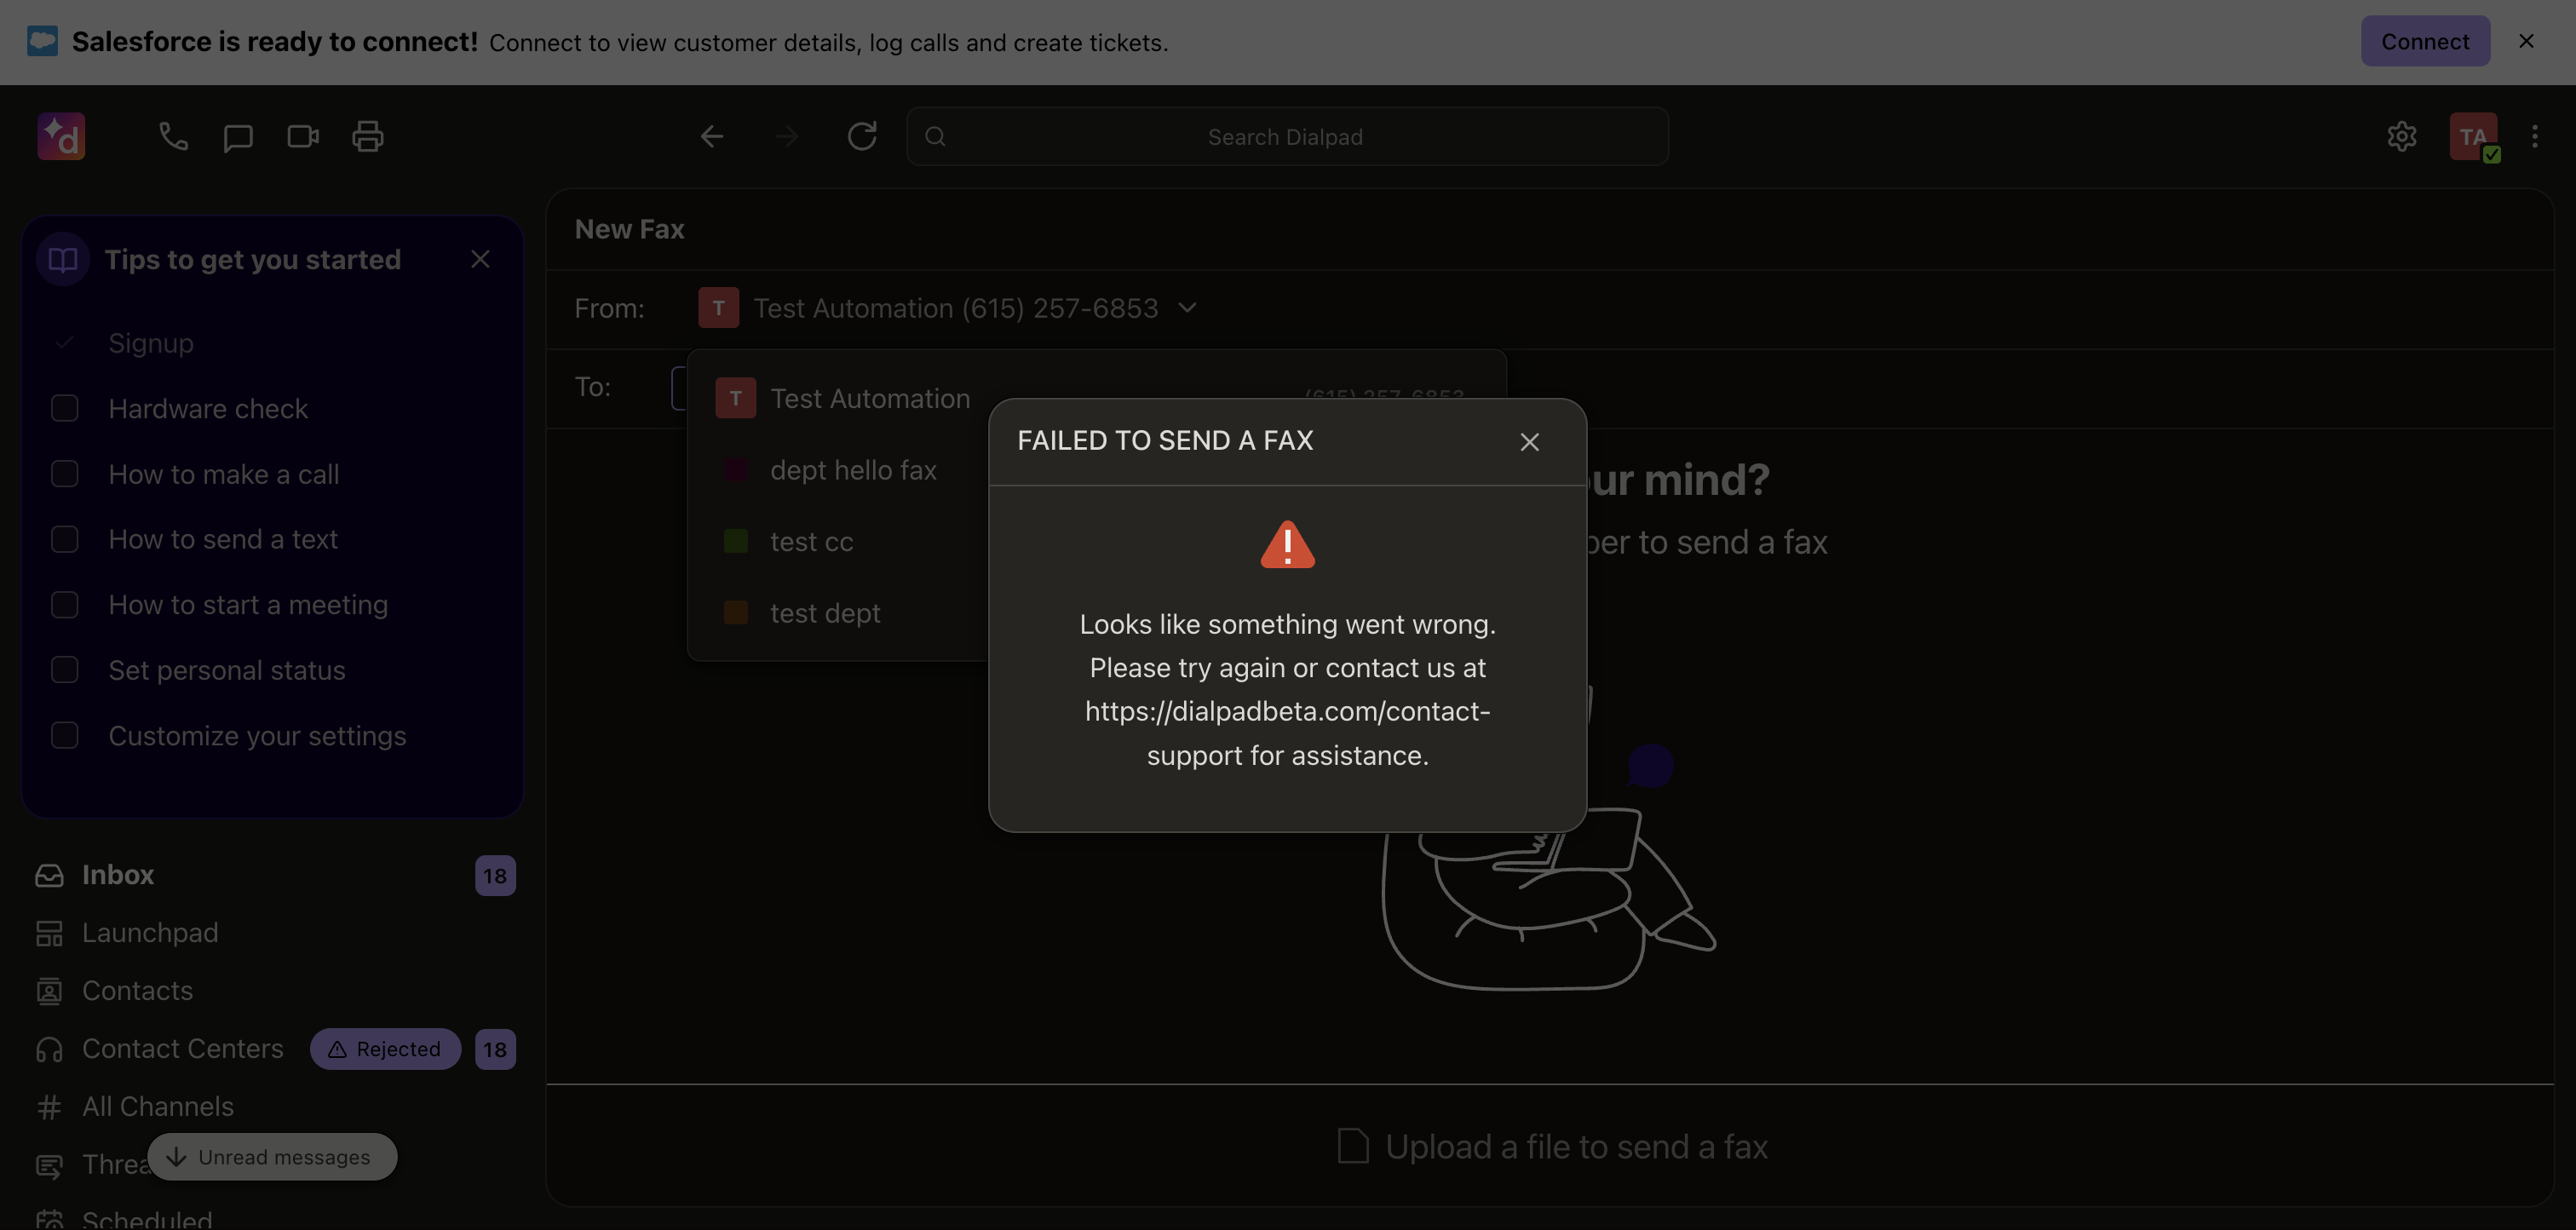 Salesforce is ready to connect! Connect to view customer details, log calls and create tickets.
Connect
d
Search Dialpad
TA
Tips to get you started
Signup
Hardware check
How to make a call
How to send a text
How to start a meeting
Set personal status
Customize your settings
Inbox 18
Launchpad
Contacts
Contact Centers Rejected 18
All Channels
Threa
Unread messages
Scheduled
New Fax
From: T Test Automation (615) 257-6853
To:
T Test Automation (615) 257-6853
dept hello fax
test cc
test dept
FAILED TO SEND A FAX
Looks like something went wrong.
Please try again or contact us at
https://dialpadbeta.com/contact-
support for assistance.
ur mind?
to send a fax
Upload a file to send a fax